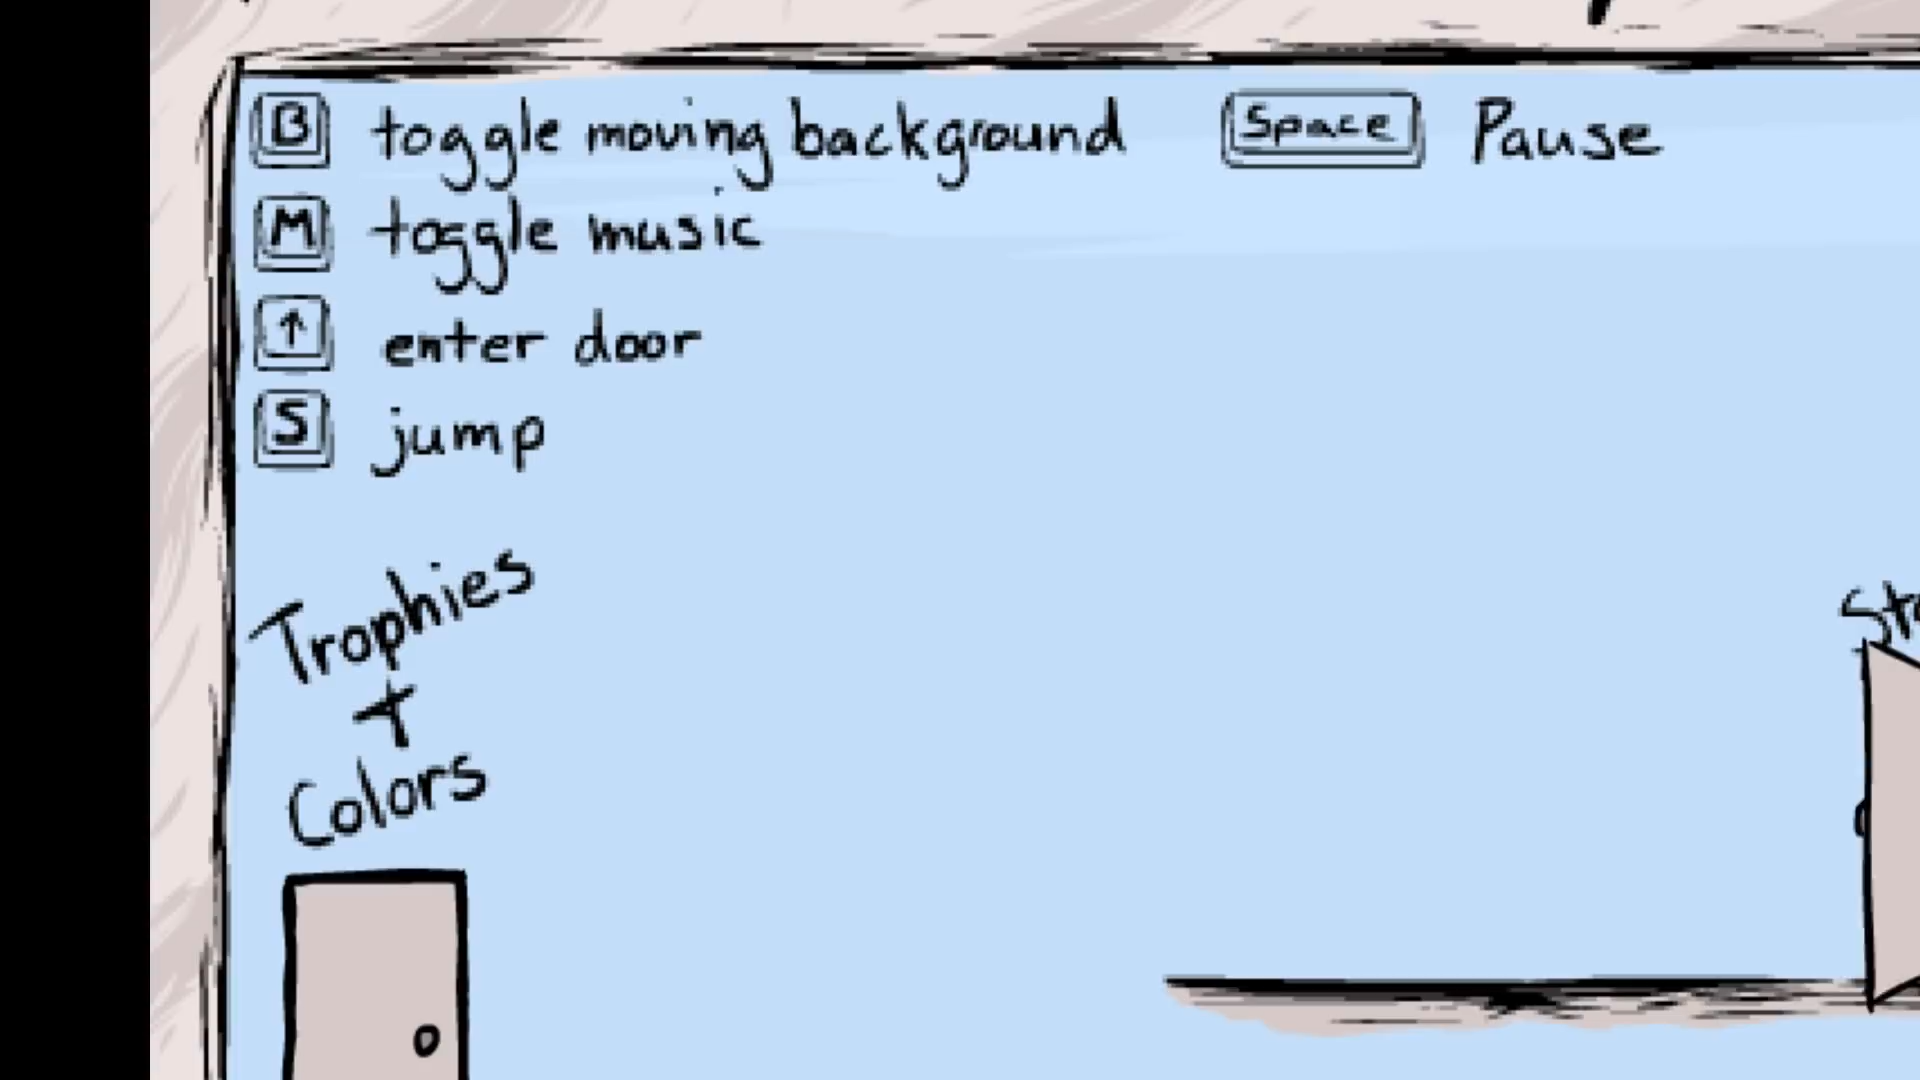 B toggle moving background Space Pause
M toggle music
↑ enter door
S jump
Trophies
+
Colors